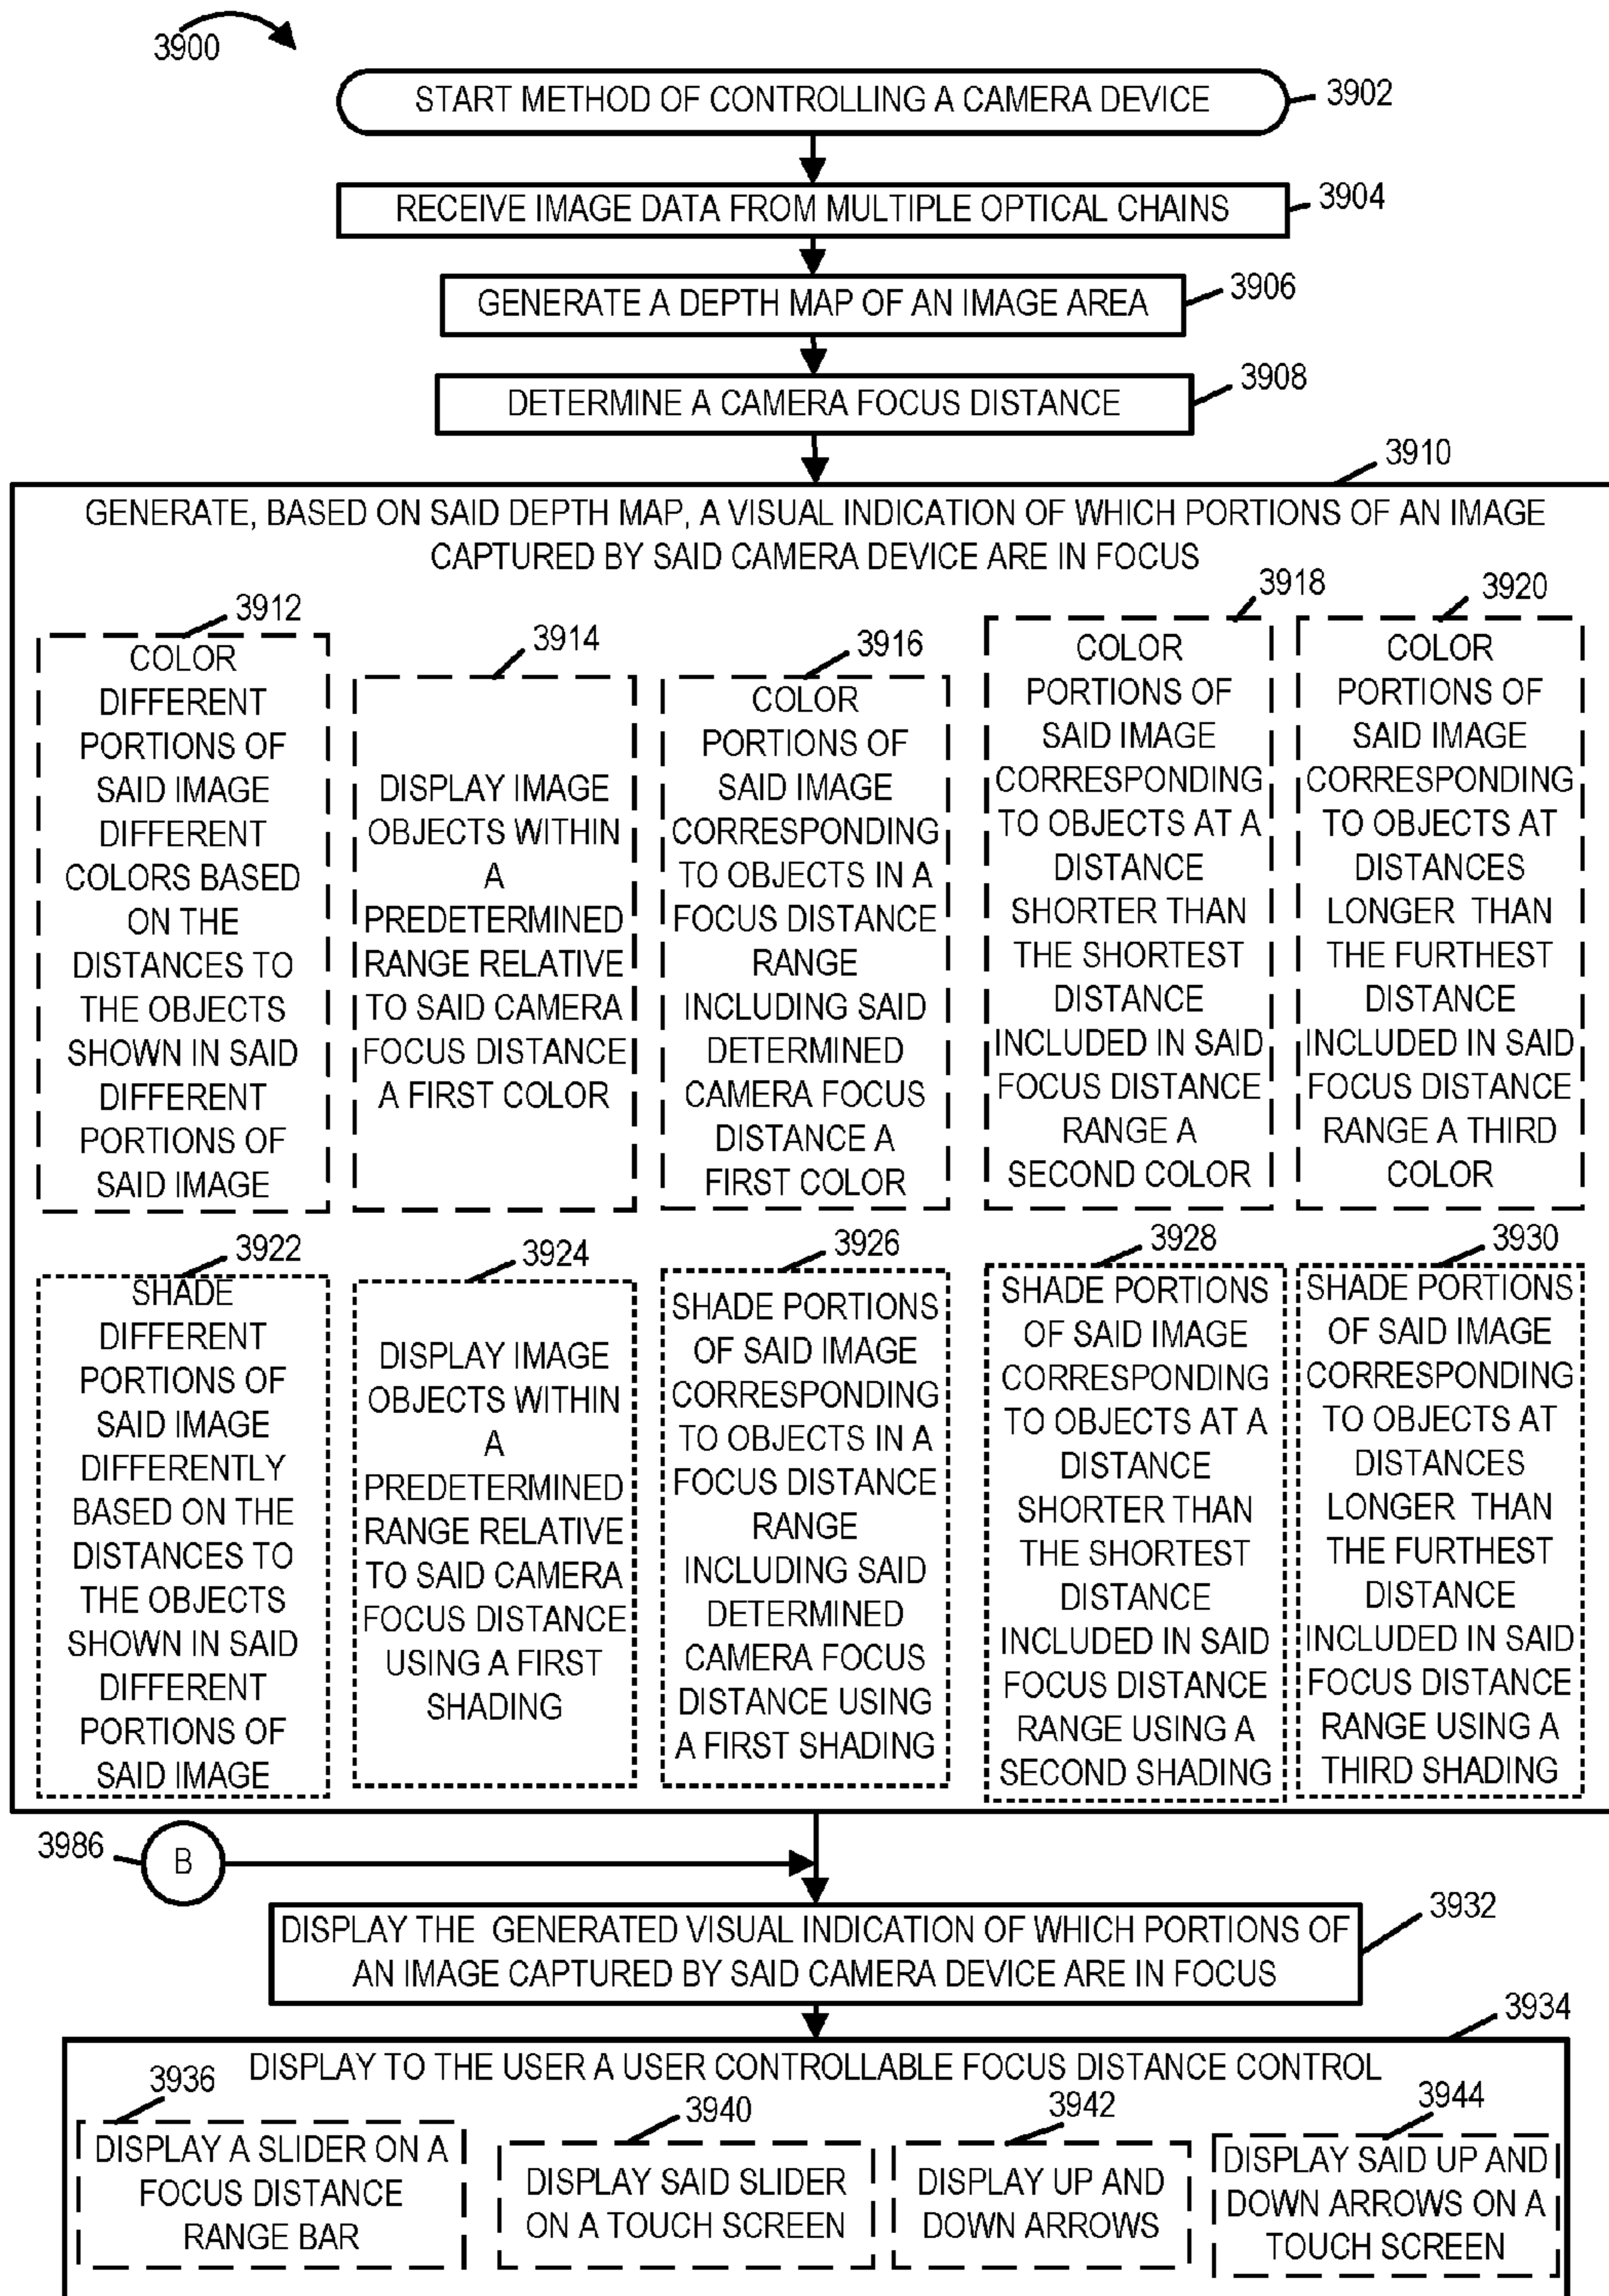 3900
START METHOD OF CONTROLLING A CAMERA DEVICE
3902
RECEIVE IMAGE DATA FROM MULTIPLE OPTICAL CHAINS
3904
GENERATE A DEPTH MAP OF AN IMAGE AREA
3906
DETERMINE A CAMERA FOCUS DISTANCE
3908
3910
GENERATE, BASED ON SAID DEPTH MAP, A VISUAL INDICATION OF WHICH PORTIONS OF AN IMAGE
CAPTURED BY SAID CAMERA DEVICE ARE IN FOCUS
3912
COLOR
DIFFERENT
PORTIONS OF
SAID IMAGE
DIFFERENT
COLORS BASED
ON THE
DISTANCES TO
THE OBJECTS
SHOWN IN SAID
DIFFERENT
PORTIONS OF
SAID IMAGE
3914
DISPLAY IMAGE
OBJECTS WITHIN
A
PREDETERMINED
RANGE RELATIVE
TO SAID CAMERA
FOCUS DISTANCE
A FIRST COLOR
3916
COLOR
PORTIONS OF
SAID IMAGE
CORRESPONDING
TO OBJECTS IN A
FOCUS DISTANCE
RANGE
INCLUDING SAID
DETERMINED
CAMERA FOCUS
DISTANCE A
FIRST COLOR
3918
COLOR
PORTIONS OF
SAID IMAGE
CORRESPONDING
TO OBJECTS AT A
DISTANCE
SHORTER THAN
THE SHORTEST
DISTANCE
INCLUDED IN SAID
FOCUS DISTANCE
RANGE A
SECOND COLOR
3920
COLOR
PORTIONS OF
SAID IMAGE
CORRESPONDING
TO OBJECTS AT
DISTANCES
LONGER THAN
THE FURTHEST
DISTANCE
INCLUDED IN SAID
FOCUS DISTANCE
RANGE A THIRD
COLOR
3922
SHADE
DIFFERENT
PORTIONS OF
SAID IMAGE
DIFFERENTLY
BASED ON THE
DISTANCES TO
THE OBJECTS
SHOWN IN SAID
DIFFERENT
PORTIONS OF
SAID IMAGE
3924
DISPLAY IMAGE
OBJECTS WITHIN
A
PREDETERMINED
RANGE RELATIVE
TO SAID CAMERA
FOCUS DISTANCE
USING A FIRST
SHADING
3926
SHADE PORTIONS
OF SAID IMAGE
CORRESPONDING
TO OBJECTS IN A
FOCUS DISTANCE
RANGE
INCLUDING SAID
DETERMINED
CAMERA FOCUS
DISTANCE USING
A FIRST SHADING
3928
SHADE PORTIONS
OF SAID IMAGE
CORRESPONDING
TO OBJECTS AT A
DISTANCE
SHORTER THAN
THE SHORTEST
DISTANCE
INCLUDED IN SAID
FOCUS DISTANCE
RANGE USING A
SECOND SHADING
3930
SHADE PORTIONS
OF SAID IMAGE
CORRESPONDING
TO OBJECTS AT
DISTANCES
LONGER THAN
THE FURTHEST
DISTANCE
INCLUDED IN SAID
FOCUS DISTANCE
RANGE USING A
THIRD SHADING
3986
B
DISPLAY THE GENERATED VISUAL INDICATION OF WHICH PORTIONS OF
AN IMAGE CAPTURED BY SAID CAMERA DEVICE ARE IN FOCUS
3932
3934
DISPLAY TO THE USER A USER CONTROLLABLE FOCUS DISTANCE CONTROL
3936
DISPLAY A SLIDER ON A
FOCUS DISTANCE
RANGE BAR
3940
DISPLAY SAID SLIDER
ON A TOUCH SCREEN
3942
DISPLAY UP AND
DOWN ARROWS
3944
DISPLAY SAID UP AND
DOWN ARROWS ON A
TOUCH SCREEN